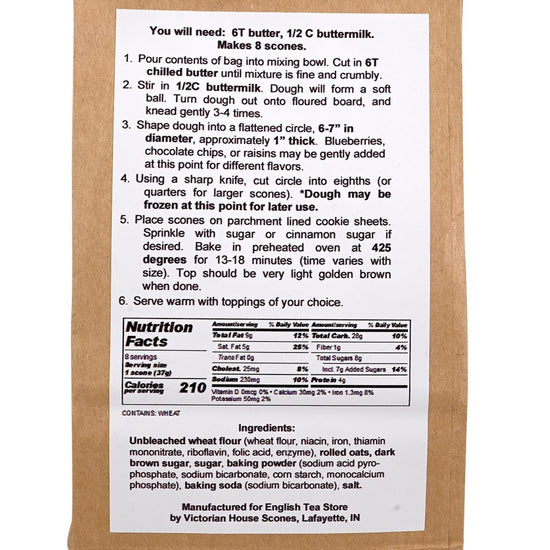 You will need: 6T butter, 1/2 C buttermilk.
Makes 8 scones.
1. Pour contents of bag into mixing bowl. Cut in 6T
chilled butter until mixture is fine and crumbly.
2. Stir in 1/2C buttermilk. Dough will form a soft
ball. Turn dough out onto floured board, and
knead gently 3-4 times.
3. Shape dough into a flattened circle, 6-7” in
diameter, approximately 1” thick. Blueberries,
chocolate chips, or raisins may be gently added
at this point for different flavors.
4. Using a sharp knife, cut circle into eighths (or
quarters for larger scones). *Dough may be
frozen at this point for later use.
5. Place scones on parchment lined cookie sheets.
Sprinkle with sugar or cinnamon sugar if
desired. Bake in preheated oven at 425
degrees for 13-18 minutes (time varies with
size). Top should be very light golden brown
when done.
6. Serve warm with toppings of your choice.
Nutrition
Facts
8 servings
Serving size
1 scone (37g)
Calories
per serving 210
Amount/serving % Daily Value Amount/serving % Daily Value
Total Fat 9g 12% Total Carb. 28g 10%
Sat. Fat 5g 25% Fiber 1g 4%
Trans Fat 0g Total Sugars 8g
Cholest. 25mg 8% Incl. 7g Added Sugars 14%
Sodium 230mg 10% Protein 4g
Vitamin D 0mcg 0% • Calcium 30mg 2% • Iron 1.3mg 8%
Potassium 50mg 2%
CONTAINS: WHEAT
Ingredients:
Unbleached wheat flour (wheat flour, niacin, iron, thiamin
mononitrate, riboflavin, folic acid, enzyme), rolled oats, dark
brown sugar, sugar, baking powder (sodium acid pyro-
phosphate, sodium bicarbonate, corn starch, monocalcium
phosphate), baking soda (sodium bicarbonate), salt.
Manufactured for English Tea Store
by Victorian House Scones, Lafayette, IN